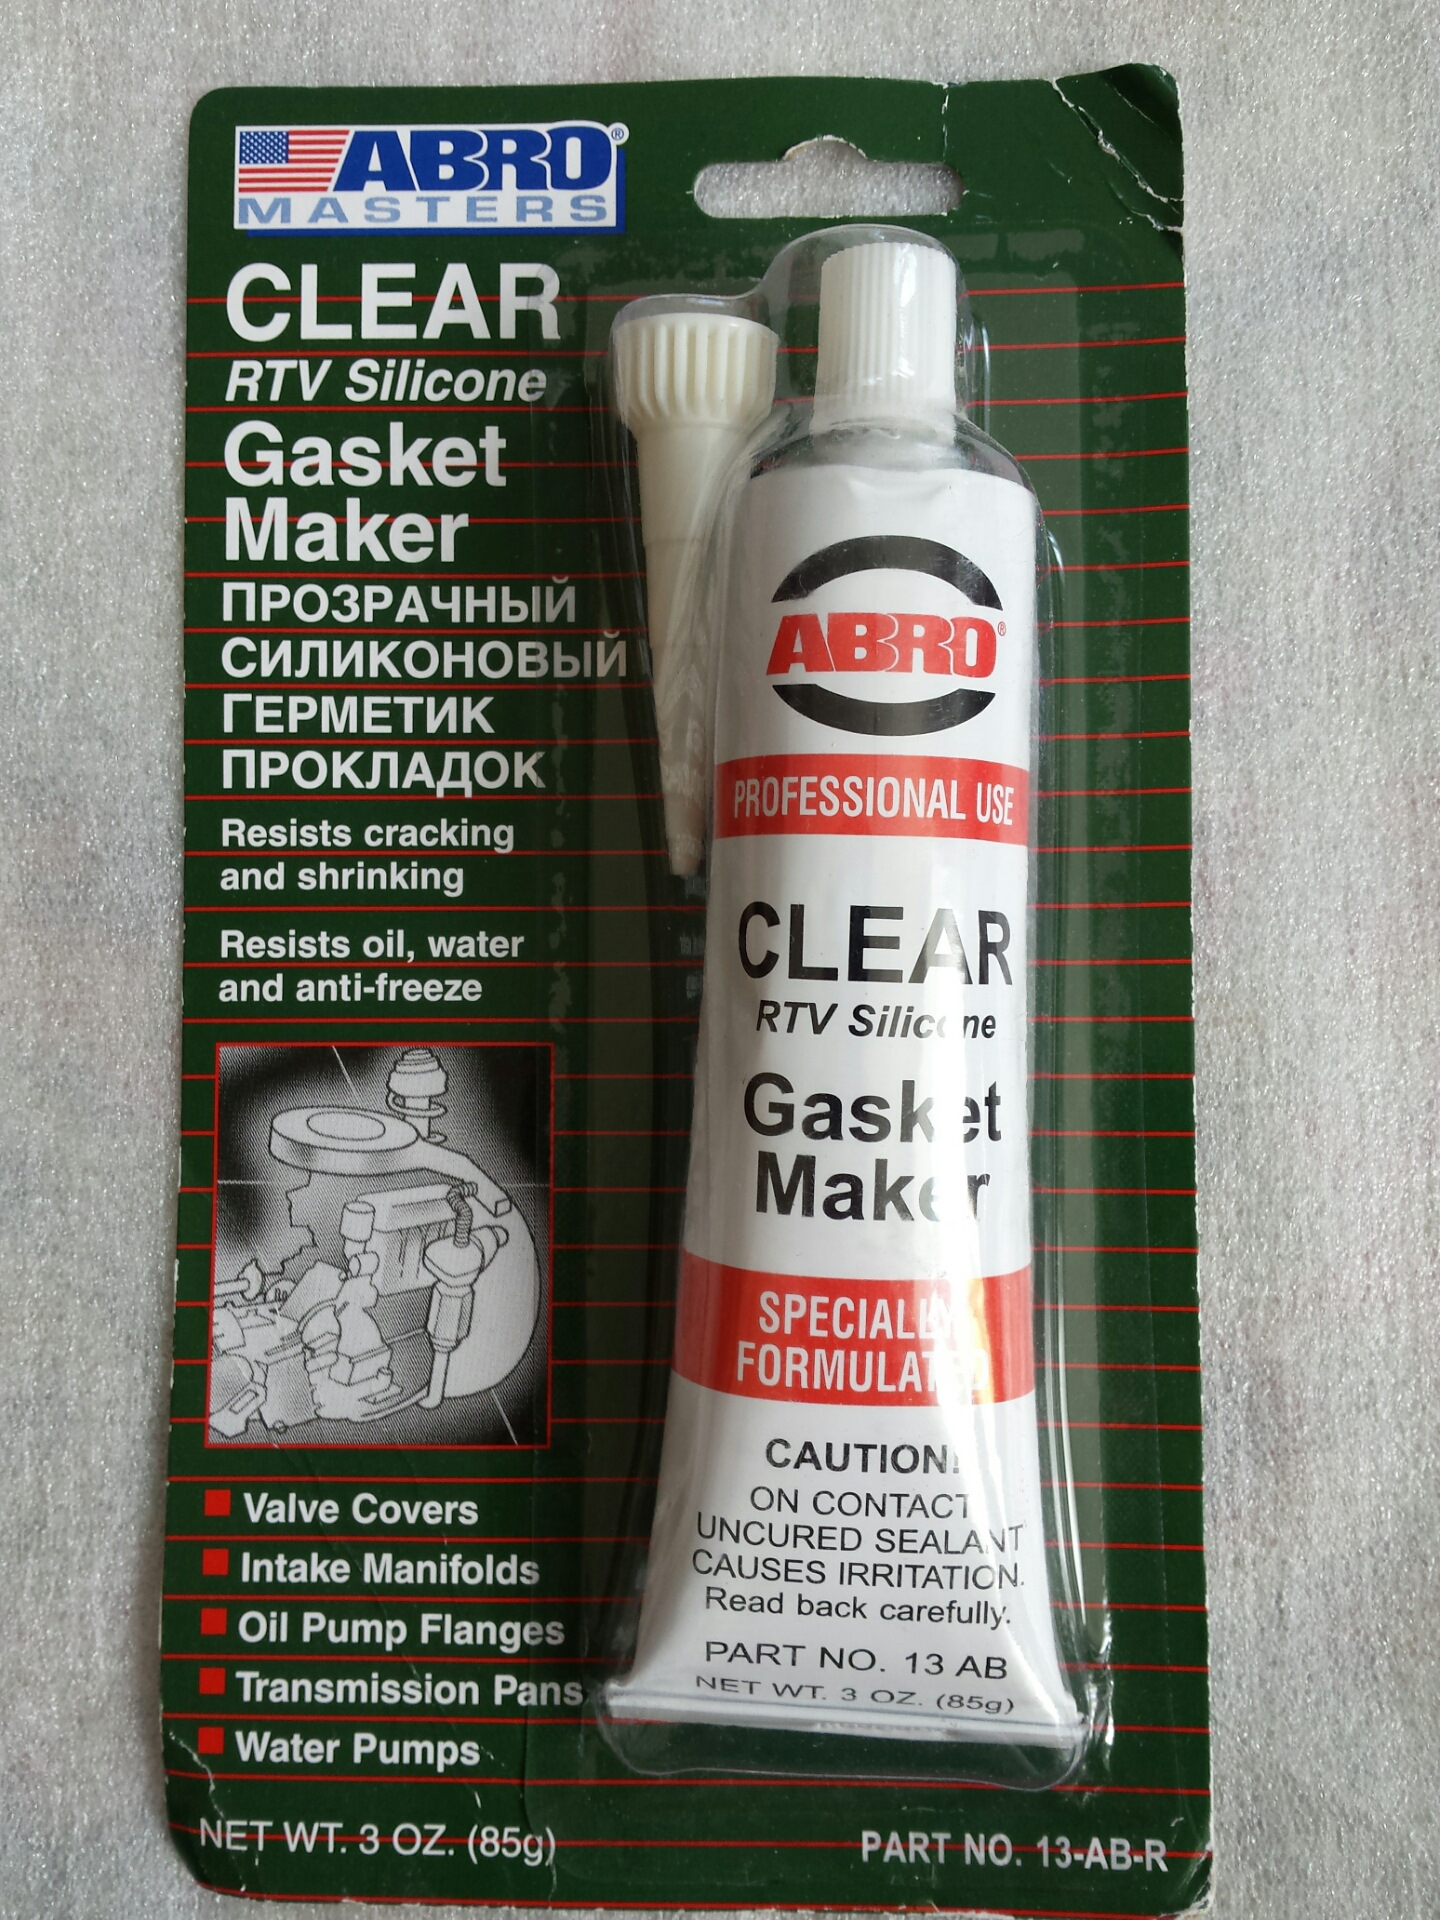 ABRO®
MASTERS
CLEAR
RTV Silicone
Gasket
Maker
ПРОЗРАЧНЫЙ
СИЛИКОНОВЫЙ
ГЕРМЕТИК
ПРОКЛАДОК
Resists cracking
and shrinking
Resists oil, water
and anti-freeze
Valve Covers
Intake Manifolds
Oil Pump Flanges
Transmission Pans
Water Pumps
NET WT. 3 OZ. (85g)
PART NO. 13-AB-R
ABRO®
PROFESSIONAL USE
CLEAR
RTV Silicone
Gasket
Maker
SPECIALLY
FORMULATED
CAUTION!
ON CONTACT
UNCURED SEALANT
CAUSES IRRITATION.
Read back carefully.
PART NO. 13 AB
NET WT. 3 OZ. (85g)